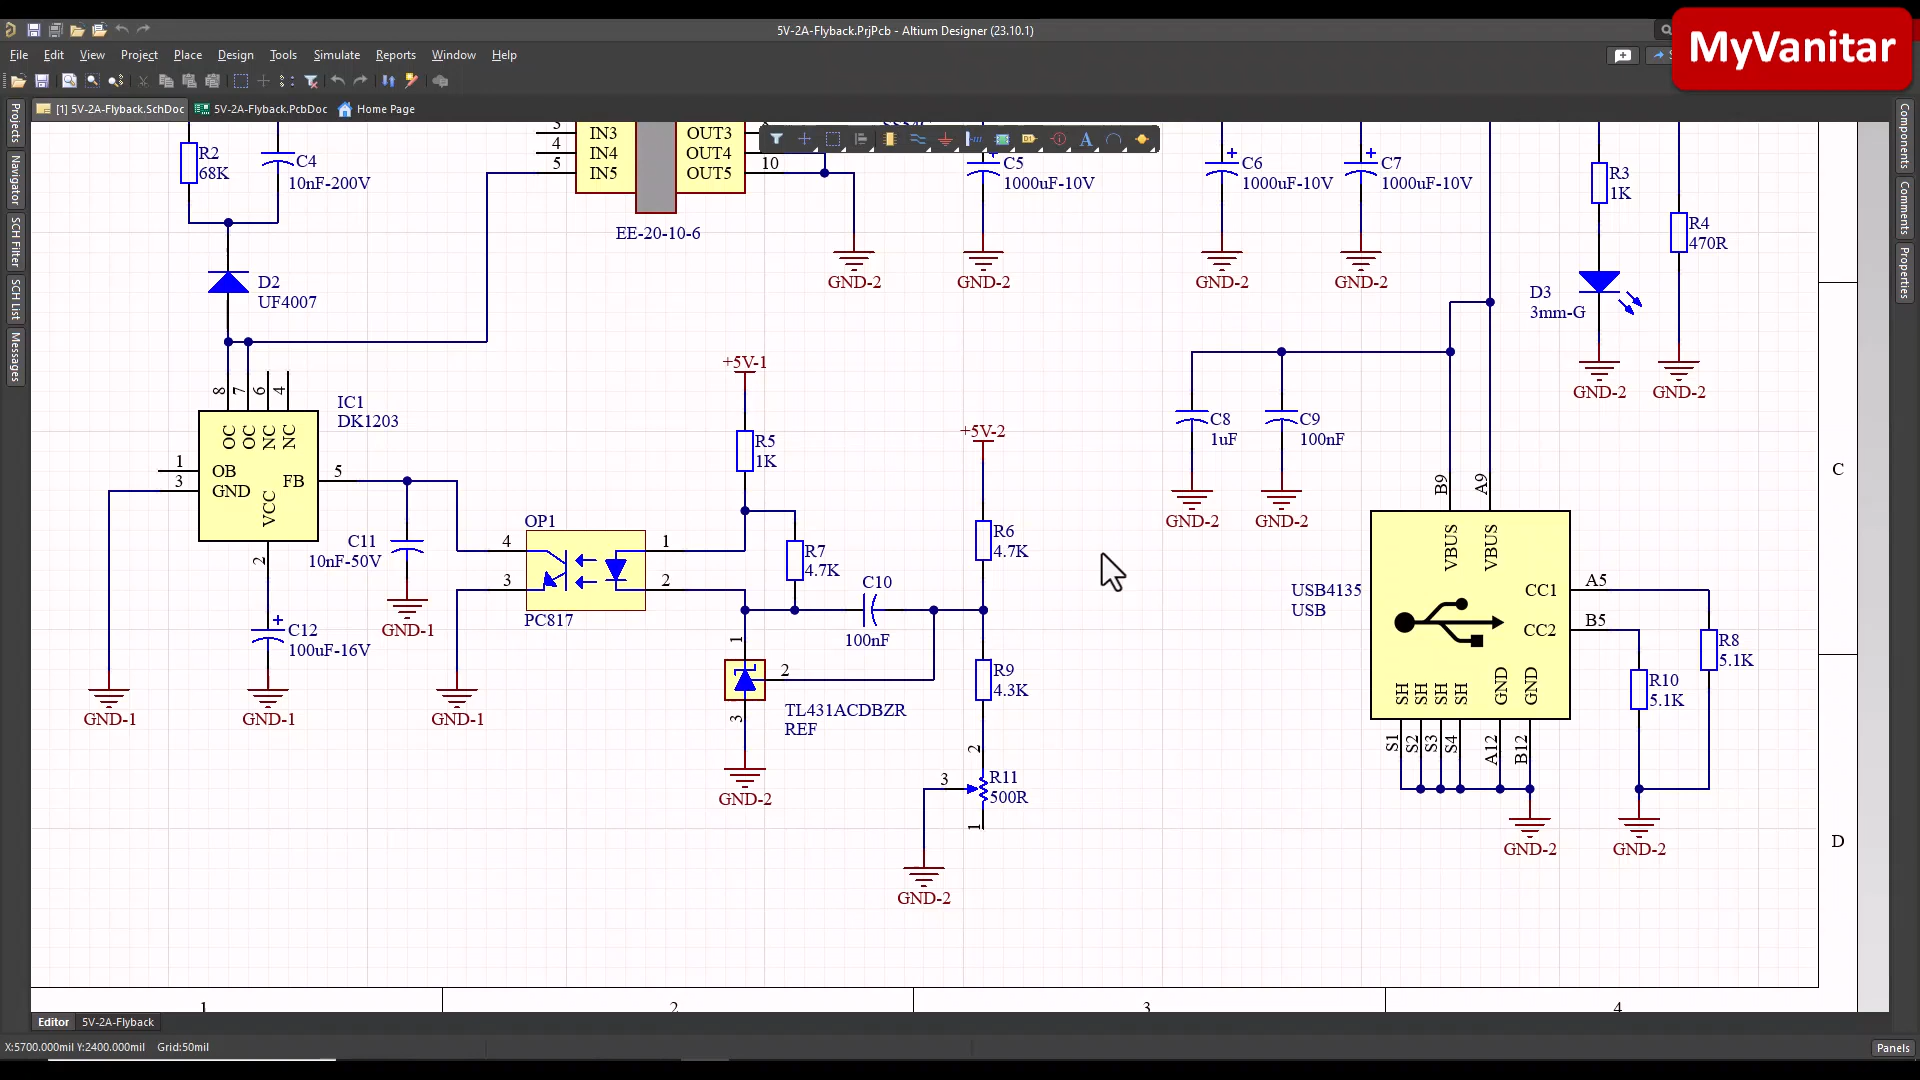 5V-2A-Flyback.PrjPcb - Altium Designer (23.10.1)
MyVanitar
File Edit View Project Place Design Tools Simulate Reports Window Help
[1] 5V-2A-Flyback.SchDoc 5V-2A-Flyback.PcbDoc Home Page
Projects
Navigator
SCH Filter
SCH List
Messages
Components
Comments
Properties
R2
68K
C4
10nF-200V
D2
UF4007
4
5
IN3
IN4
IN5
OUT3
OUT4
OUT5
10
EE-20-10-6
GND-2
C5
1000uF-10V
GND-2
C6
1000uF-10V
GND-2
C7
1000uF-10V
GND-2
R3
1K
R4
470R
D3
3mm-G
GND-2
GND-2
8 7 6 4
IC1
DK1203
OC OC NC NC
1
3
OB
GND
VCC
FB
5
2
C11
10nF-50V
GND-1
C12
100uF-16V
GND-1
GND-1
GND-1
OP1
4
3
1
2
PC817
+5V-1
R5
1K
R7
4.7K
C10
100nF
+5V-2
R6
4.7K
1
2
3
TL431ACDBZR
REF
GND-2
R9
4.3K
2
3
R11
500R
1
GND-2
C8
1uF
GND-2
C9
100nF
GND-2
B9
A9
VBUS
VBUS
USB4135
USB
CC1
CC2
A5
B5
SH SH SH SH GND GND
S1 S2 S3 S4 A12 B12
GND-2
R8
5.1K
R10
5.1K
GND-2
C
D
1 2 3 4
Editor 5V-2A-Flyback
X:5700.000mil Y:2400.000mil Grid:50mil
Panels